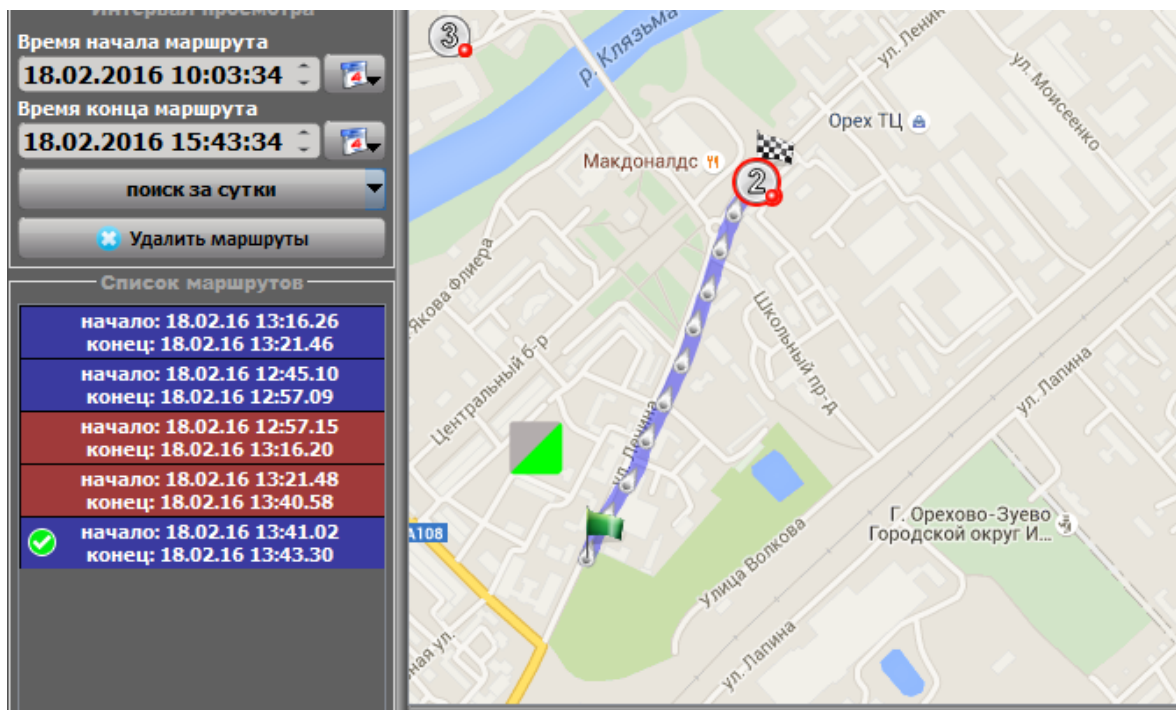 Интервал просмотра
Время начала маршрута
18.02.2016 10:03:34
Время конца маршрута
18.02.2016 15:43:34
поиск за сутки
Удалить маршруты
Список маршрутов
начало: 18.02.16 13:16.26
конец: 18.02.16 13:21.46
начало: 18.02.16 12:45.10
конец: 18.02.16 12:57.09
начало: 18.02.16 12:57.15
конец: 18.02.16 13:16.20
начало: 18.02.16 13:21.48
конец: 18.02.16 13:40.58
начало: 18.02.16 13:41.02
конец: 18.02.16 13:43.30
3
р. Клязьма
ул. Ленин
ул. Моисеенко
Орех ТЦ
Макдоналдс
2
Якова Флиера
Школьный пр-д
Центральный б-р
ул. Лапина
ул. Ленина
A108
Г. Орехово-Зуево
Городской округ И...
Улица Волкова
ная ул.
ул. Лапина